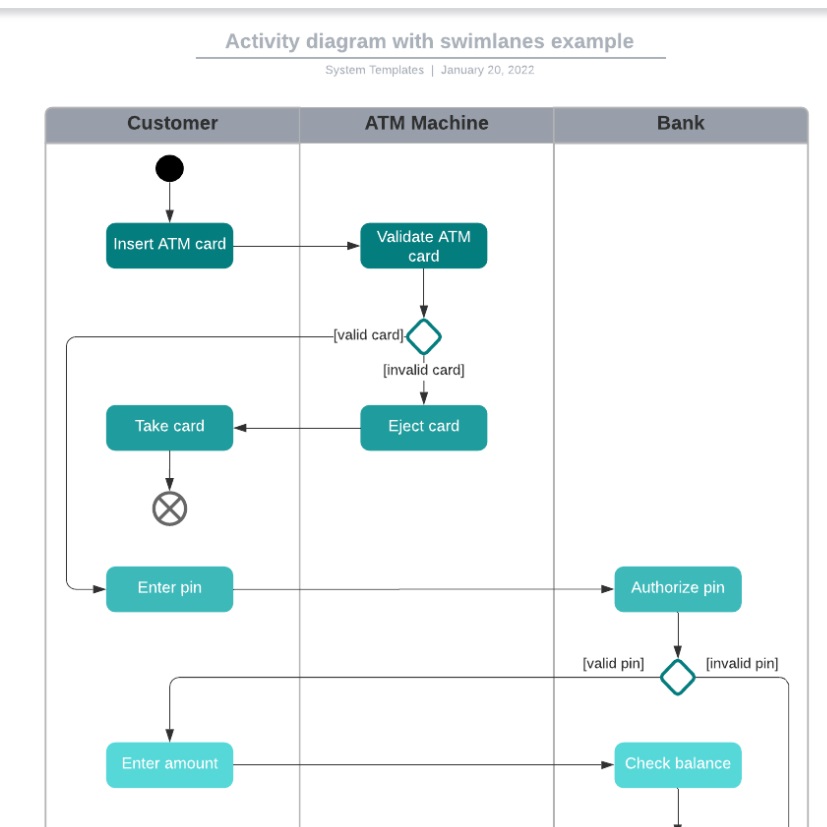 Activity diagram with swimlanes example
System Templates | January 20, 2022
Customer
ATM Machine
Bank
Insert ATM card
Validate ATM
card
[valid card]
[invalid card]
Take card
Eject card
Enter pin
Authorize pin
[valid pin]
[invalid pin]
Enter amount
Check balance